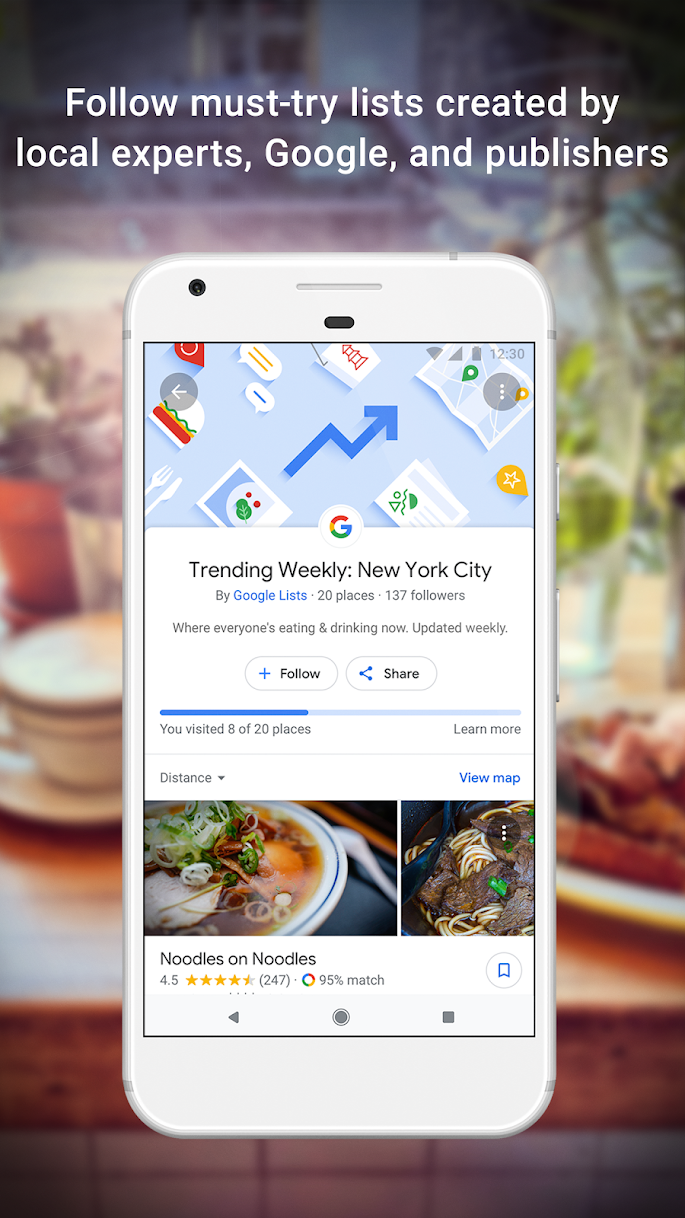 Follow must-try lists created by
local experts, Google, and publishers
12:30
Trending Weekly: New York City
By Google Lists · 20 places · 137 followers
Where everyone's eating & drinking now. Updated weekly.
Follow
Share
You visited 8 of 20 places
Learn more
Distance
View map
Noodles on Noodles
4.5 ★★★★★ (247) · 95% match